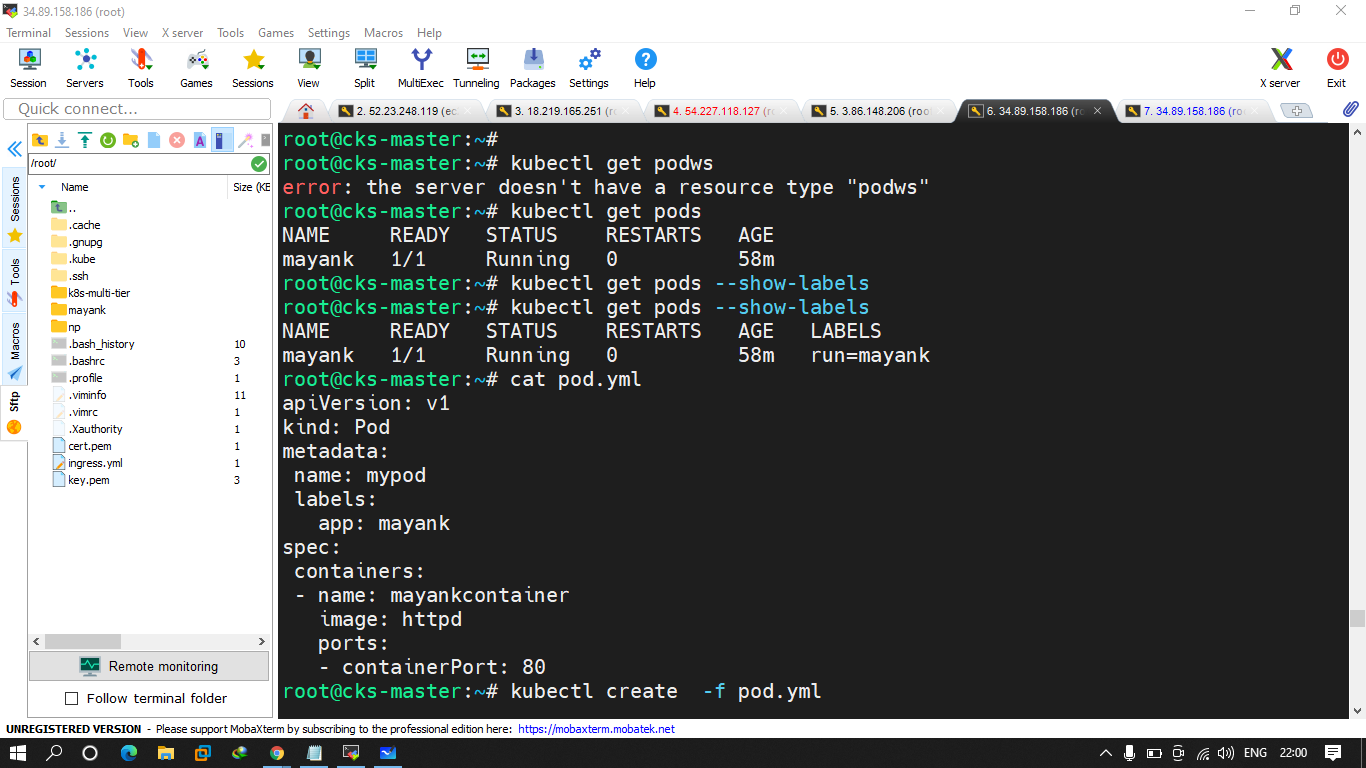 34.89.158.186 (root)
Terminal Sessions View X server Tools Games Settings Macros Help
Session Servers Tools Games Sessions View Split MultiExec Tunneling Packages Settings Help X server Exit
Quick connect...
2. 52.23.248.119 (ec
3. 18.219.165.251 (r
4. 54.227.118.127 (r
5. 3.86.148.206 (root
6. 34.89.158.186 (r
7. 34.89.158.186 (ro
Sessions
Tools
Macros
Sftp
/root/
Name Size (KB
..
.cache
.gnupg
.kube
.ssh
k8s-multi-tier
mayank
np
.bash_history 10
.bashrc 3
.profile 1
.viminfo 11
.vimrc 1
.Xauthority 1
cert.pem 1
ingress.yml 1
key.pem 3
Remote monitoring
Follow terminal folder
root@cks-master:~#
root@cks-master:~# kubectl get podws
error: the server doesn't have a resource type "podws"
root@cks-master:~# kubectl get pods
NAME     READY   STATUS    RESTARTS   AGE
mayank   1/1     Running   0          58m
root@cks-master:~# kubectl get pods --show-labels
root@cks-master:~# kubectl get pods --show-labels
NAME     READY   STATUS    RESTARTS   AGE   LABELS
mayank   1/1     Running   0          58m   run=mayank
root@cks-master:~# cat pod.yml
apiVersion: v1
kind: Pod
metadata:
 name: mypod
 labels:
   app: mayank
spec:
 containers:
 - name: mayankcontainer
   image: httpd
   ports:
   - containerPort: 80
root@cks-master:~# kubectl create  -f pod.yml
UNREGISTERED VERSION - Please support MobaXterm by subscribing to the professional edition here: https://mobaxterm.mobatek.net
ENG 22:00